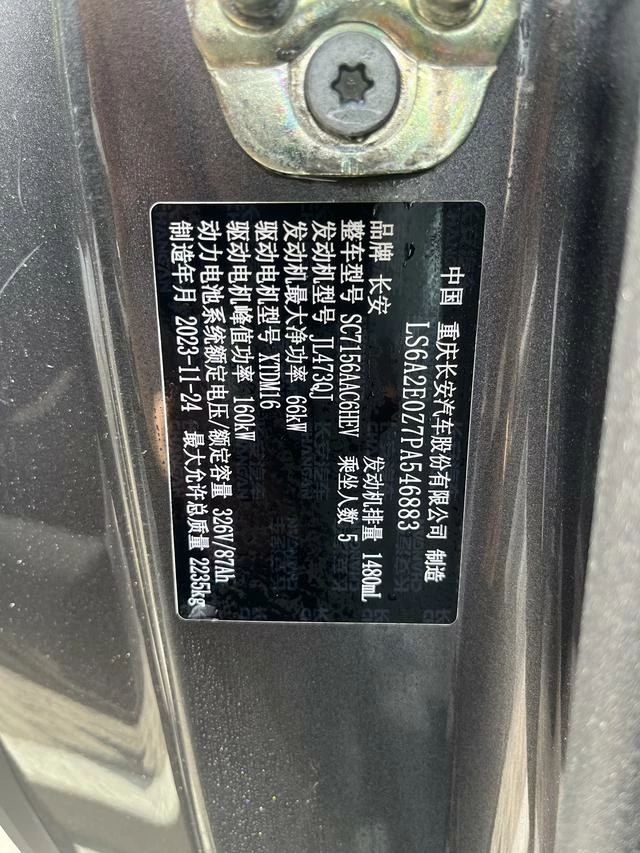 中国 重庆长安汽车股份有限公司 制造
LS6A2E0Z7PA546883
品牌 长安
整车型号 SC7156AAC6HEV 发动机排量 1480mL
发动机型号 JL473QJ 乘坐人数 5
发动机最大净功率 66kW
驱动电机型号 XTDM16
驱动电机峰值功率 160kW
动力电池系统额定电压/额定容量 326V/87Ah
制造年月 2023-11-24 最大允许总质量 2235kg